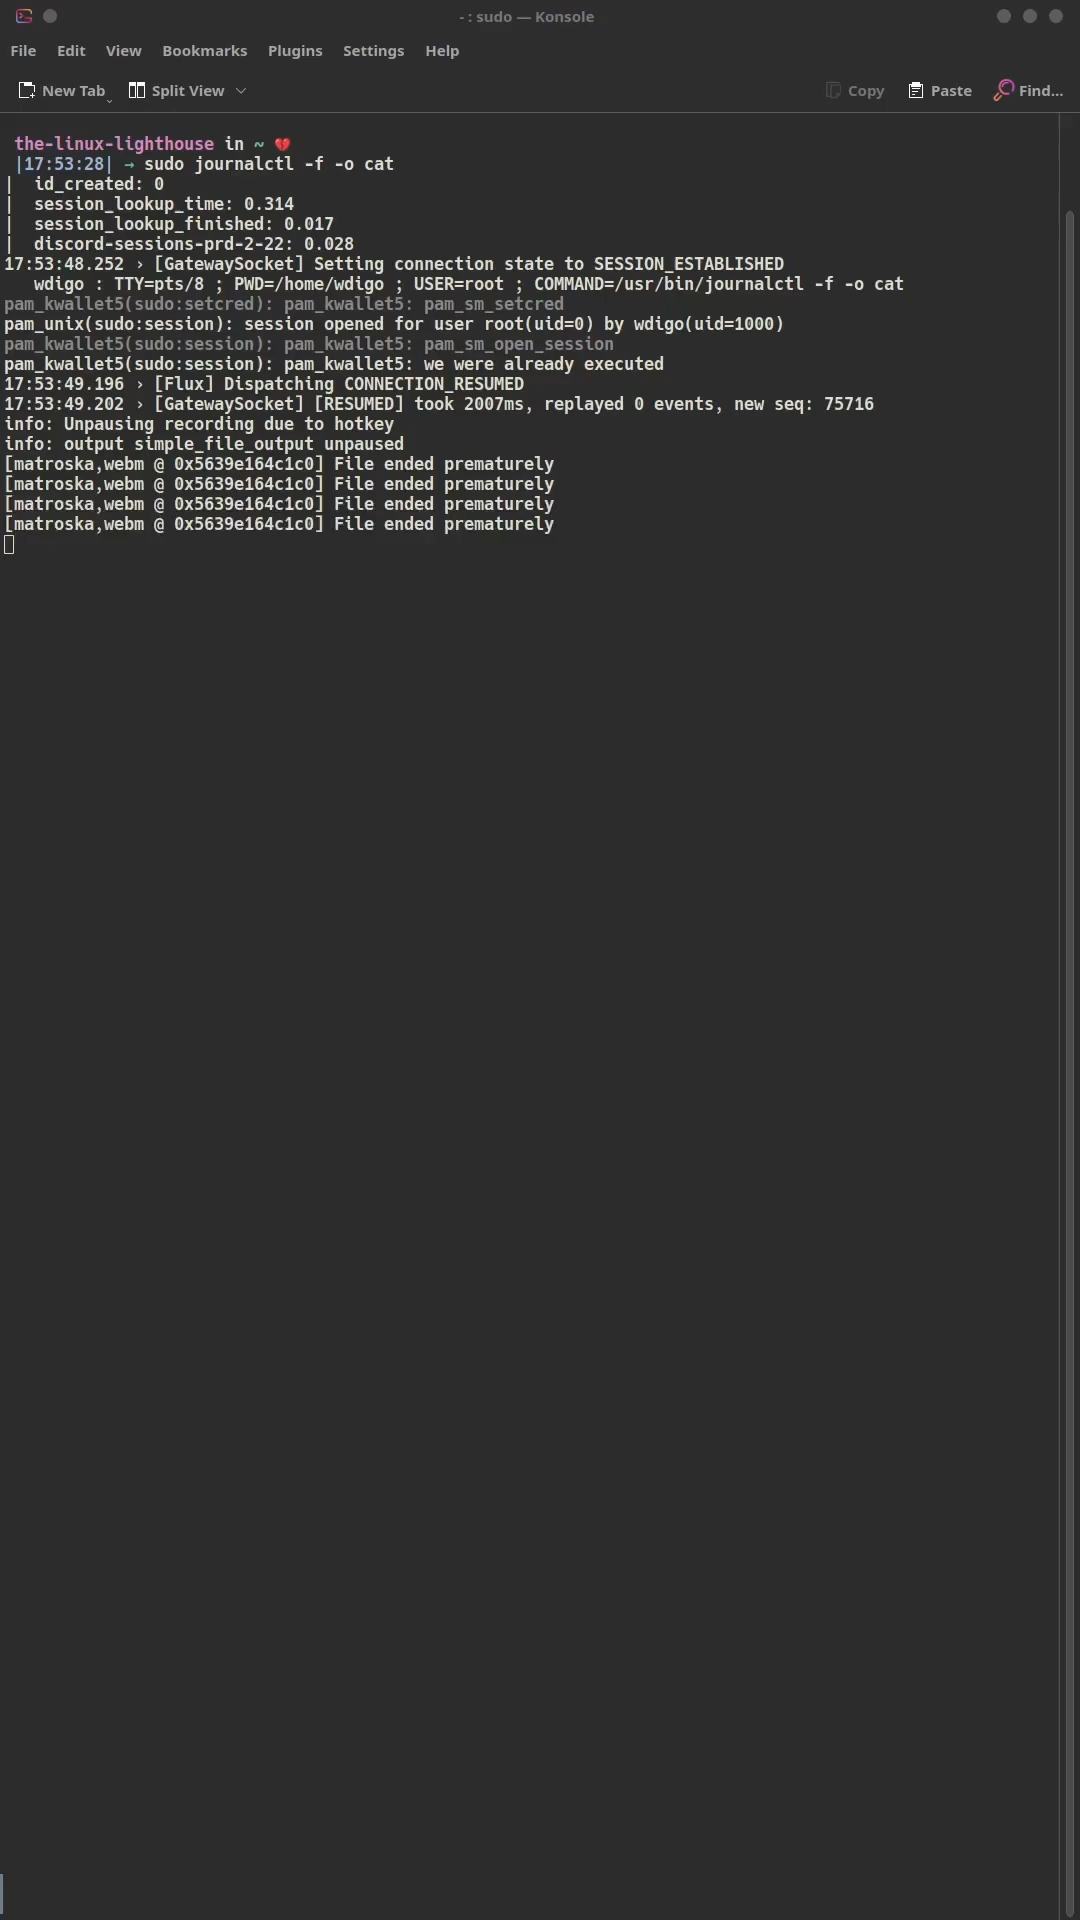 - : sudo — Konsole
File Edit View Bookmarks Plugins Settings Help
New Tab Split View Copy Paste Find...
the-linux-lighthouse in ~ 💔
|17:53:28| → sudo journalctl -f -o cat
|  id_created: 0
|  session_lookup_time: 0.314
|  session_lookup_finished: 0.017
|  discord-sessions-prd-2-22: 0.028
17:53:48.252 › [GatewaySocket] Setting connection state to SESSION_ESTABLISHED
   wdigo : TTY=pts/8 ; PWD=/home/wdigo ; USER=root ; COMMAND=/usr/bin/journalctl -f -o cat
pam_kwallet5(sudo:setcred): pam_kwallet5: pam_sm_setcred
pam_unix(sudo:session): session opened for user root(uid=0) by wdigo(uid=1000)
pam_kwallet5(sudo:session): pam_kwallet5: pam_sm_open_session
pam_kwallet5(sudo:session): pam_kwallet5: we were already executed
17:53:49.196 › [Flux] Dispatching CONNECTION_RESUMED
17:53:49.202 › [GatewaySocket] [RESUMED] took 2007ms, replayed 0 events, new seq: 75716
info: Unpausing recording due to hotkey
info: output simple_file_output unpaused
[matroska,webm @ 0x5639e164c1c0] File ended prematurely
[matroska,webm @ 0x5639e164c1c0] File ended prematurely
[matroska,webm @ 0x5639e164c1c0] File ended prematurely
[matroska,webm @ 0x5639e164c1c0] File ended prematurely